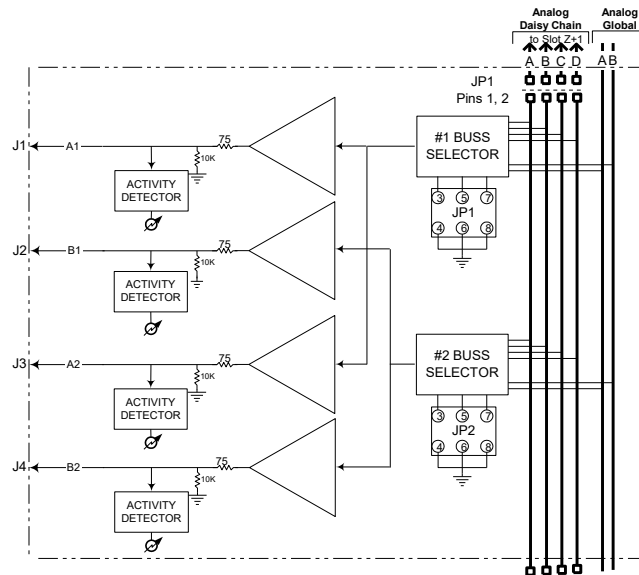 Analog
Daisy Chain
Analog
Global
to Slot Z+1
A B C D A B
JP1
Pins 1, 2
J1 A1 75 10K
ACTIVITY
DETECTOR
#1 BUSS
SELECTOR
3 5 7
JP1
4 6 8
J2 B1 75 10K
ACTIVITY
DETECTOR
J3 A2 75 10K
ACTIVITY
DETECTOR
#2 BUSS
SELECTOR
3 5 7
JP2
4 6 8
J4 B2 75 10K
ACTIVITY
DETECTOR